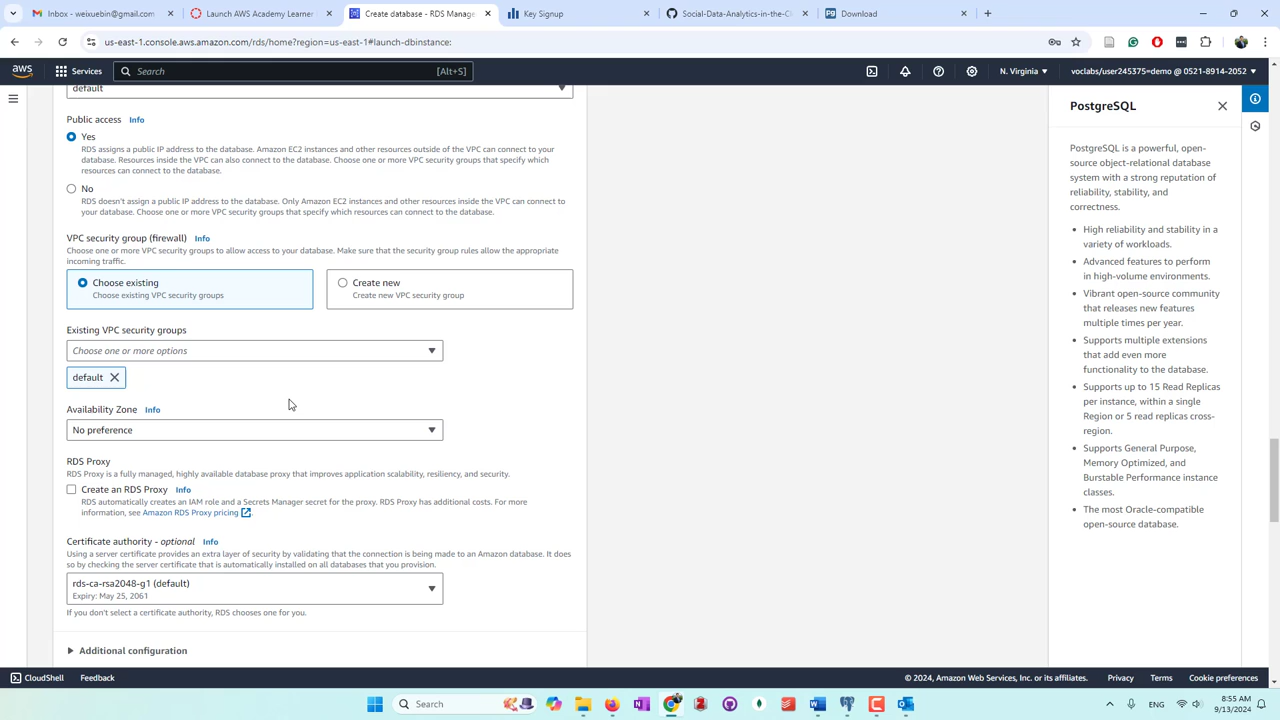 weixuebin@gmail.com
Launch AWS Academy Learner
Create database - RDS Manage
Key Signup
Social-Data-Analytics-in-the-C
Download
us-east-1.console.aws.amazon.com/rds/home?region=us-east-1#launch-dbinstance:
aws
Services
Search
[Alt+S]
N. Virginia
voclabs/user245375=demo @ 0521-8914-2052
default
Public access Info
Yes
RDS assigns a public IP address to the database. Amazon EC2 instances and other resources outside of the VPC can connect to your
database. Resources inside the VPC can also connect to the database. Choose one or more VPC security groups that specify which
resources can connect to the database.
No
RDS doesn't assign a public IP address to the database. Only Amazon EC2 instances and other resources inside the VPC can connect to
your database. Choose one or more VPC security groups that specify which resources can connect to the database.
VPC security group (firewall) Info
Choose one or more VPC security groups to allow access to your database. Make sure that the security group rules allow the appropriate
incoming traffic.
Choose existing
Choose existing VPC security groups
Create new
Create new VPC security group
Existing VPC security groups
Choose one or more options
default
Availability Zone Info
No preference
RDS Proxy
RDS Proxy is a fully managed, highly available database proxy that improves application scalability, resiliency, and security.
Create an RDS Proxy Info
RDS automatically creates an IAM role and a Secrets Manager secret for the proxy. RDS Proxy has additional costs. For more
information, see Amazon RDS Proxy pricing.
Certificate authority - optional Info
Using a server certificate provides an extra layer of security by validating that the connection is being made to an Amazon database. It does
so by checking the server certificate that is automatically installed on all databases that you provision.
rds-ca-rsa2048-g1 (default)
Expiry: May 25, 2061
If you don't select a certificate authority, RDS chooses one for you.
Additional configuration
PostgreSQL
PostgreSQL is a powerful, open-
source object-relational database
system with a strong reputation of
reliability, stability, and
correctness.
High reliability and stability in a
variety of workloads.
Advanced features to perform
in high-volume environments.
Vibrant open-source community
that releases new features
multiple times per year.
Supports multiple extensions
that add even more
functionality to the database.
Supports up to 15 Read Replicas
per instance, within a single
Region or 5 read replicas cross-
region.
Supports General Purpose,
Memory Optimized, and
Burstable Performance instance
classes.
The most Oracle-compatible
open-source database.
CloudShell
Feedback
© 2024, Amazon Web Services, Inc. or its affiliates.
Privacy
Terms
Cookie preferences
Search
ENG
8:55 AM
9/13/2024